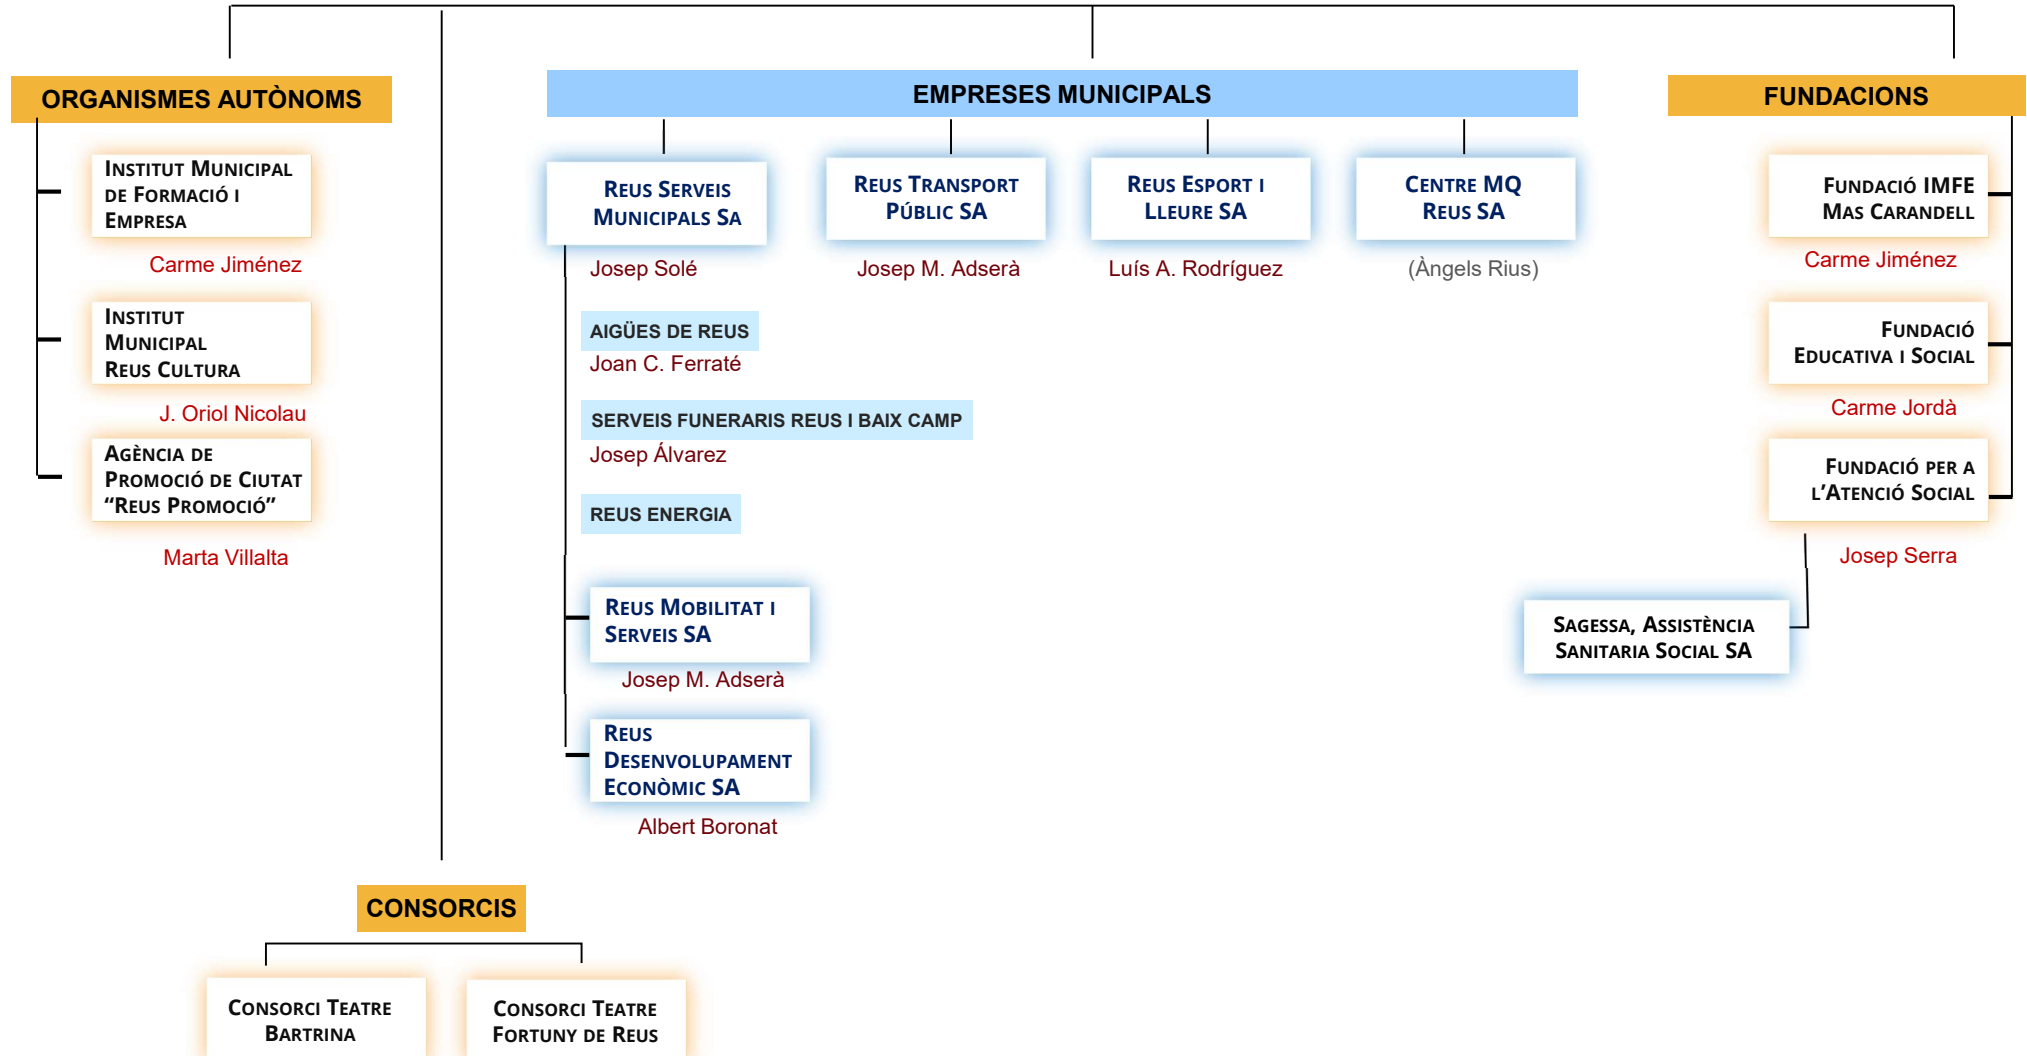 ORGANISMES AUTÒNOMS
INSTITUT MUNICIPAL
DE FORMACIÓ I
EMPRESA
Carme Jiménez
INSTITUT
MUNICIPAL
REUS CULTURA
J. Oriol Nicolau
AGÈNCIA DE
PROMOCIÓ DE CIUTAT
“REUS PROMOCIÓ”
Marta Villalta
EMPRESES MUNICIPALS
REUS SERVEIS
MUNICIPALS SA
Josep Solé
AIGÜES DE REUS
Joan C. Ferraté
SERVEIS FUNERARIS REUS I BAIX CAMP
Josep Álvarez
REUS ENERGIA
REUS MOBILITAT I
SERVEIS SA
Josep M. Adserà
REUS
DESENVOLUPAMENT
ECONÒMIC SA
Albert Boronat
REUS TRANSPORT
PÚBLIC SA
Josep M. Adserà
REUS ESPORT I
LLEURE SA
Luís A. Rodríguez
CENTRE MQ
REUS SA
(Àngels Rius)
FUNDACIONS
FUNDACIÓ IMFE
MAS CARANDELL
Carme Jiménez
FUNDACIÓ
EDUCATIVA I SOCIAL
Carme Jordà
FUNDACIÓ PER A
L’ATENCIÓ SOCIAL
Josep Serra
SAGESSA, ASSISTÈNCIA
SANITARIA SOCIAL SA
CONSORCIS
CONSORCI TEATRE
BARTRINA
CONSORCI TEATRE
FORTUNY DE REUS